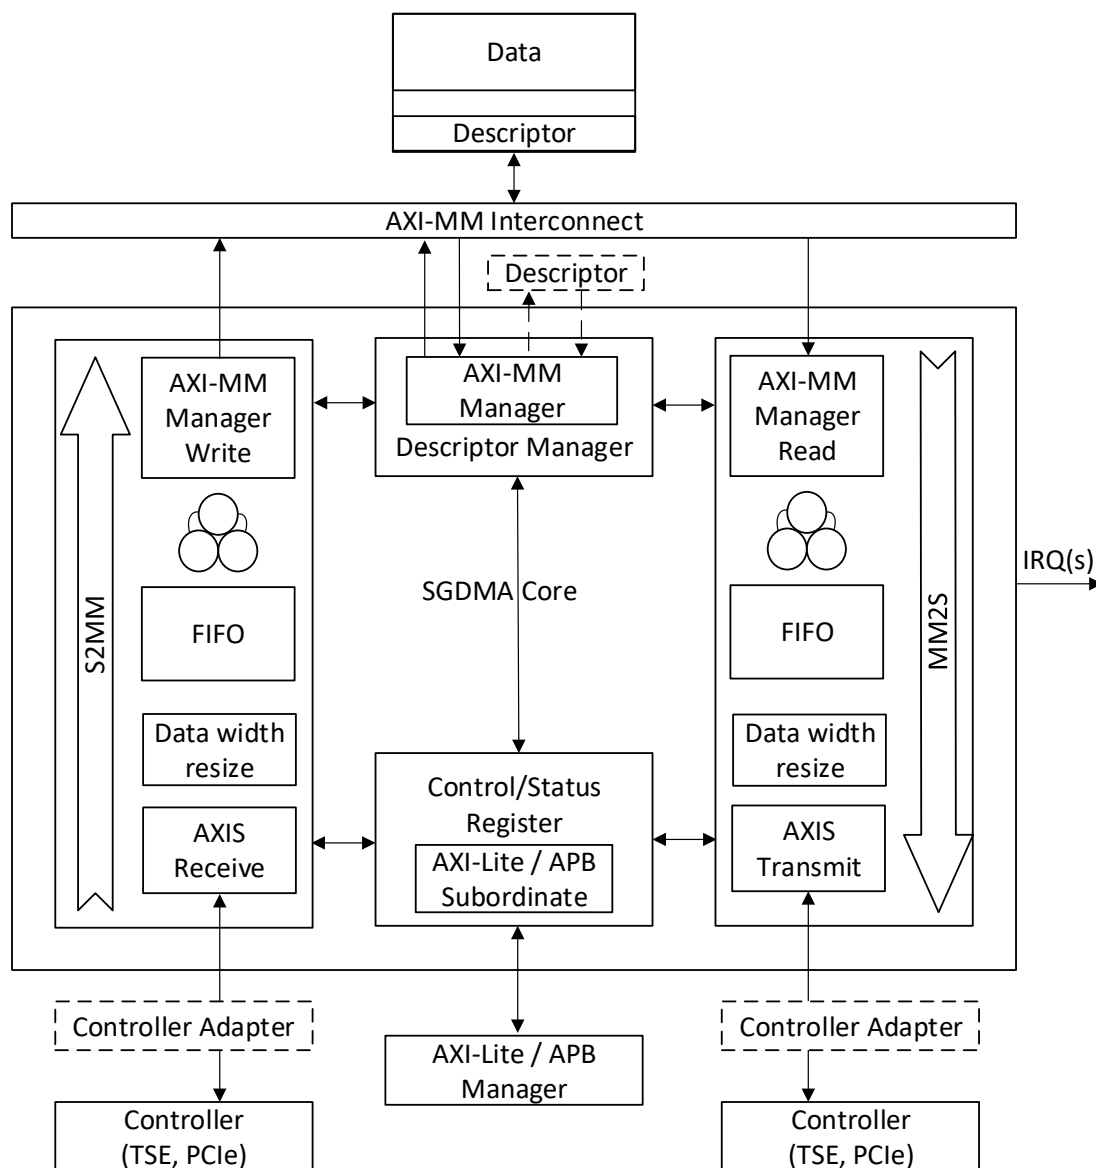 Data
Descriptor
AXI-MM Interconnect
Descriptor
AXI-MM
Manager
Write
AXI-MM
Manager
Descriptor Manager
AXI-MM
Manager
Read
S2MM
FIFO
SGDMA Core
FIFO
MM2S
IRQ(s)
Data width
resize
Data width
resize
AXIS
Receive
Control/Status
Register
AXI-Lite / APB
Subordinate
AXIS
Transmit
Controller Adapter
Controller Adapter
AXI-Lite / APB
Manager
Controller
(TSE, PCIe)
Controller
(TSE, PCIe)